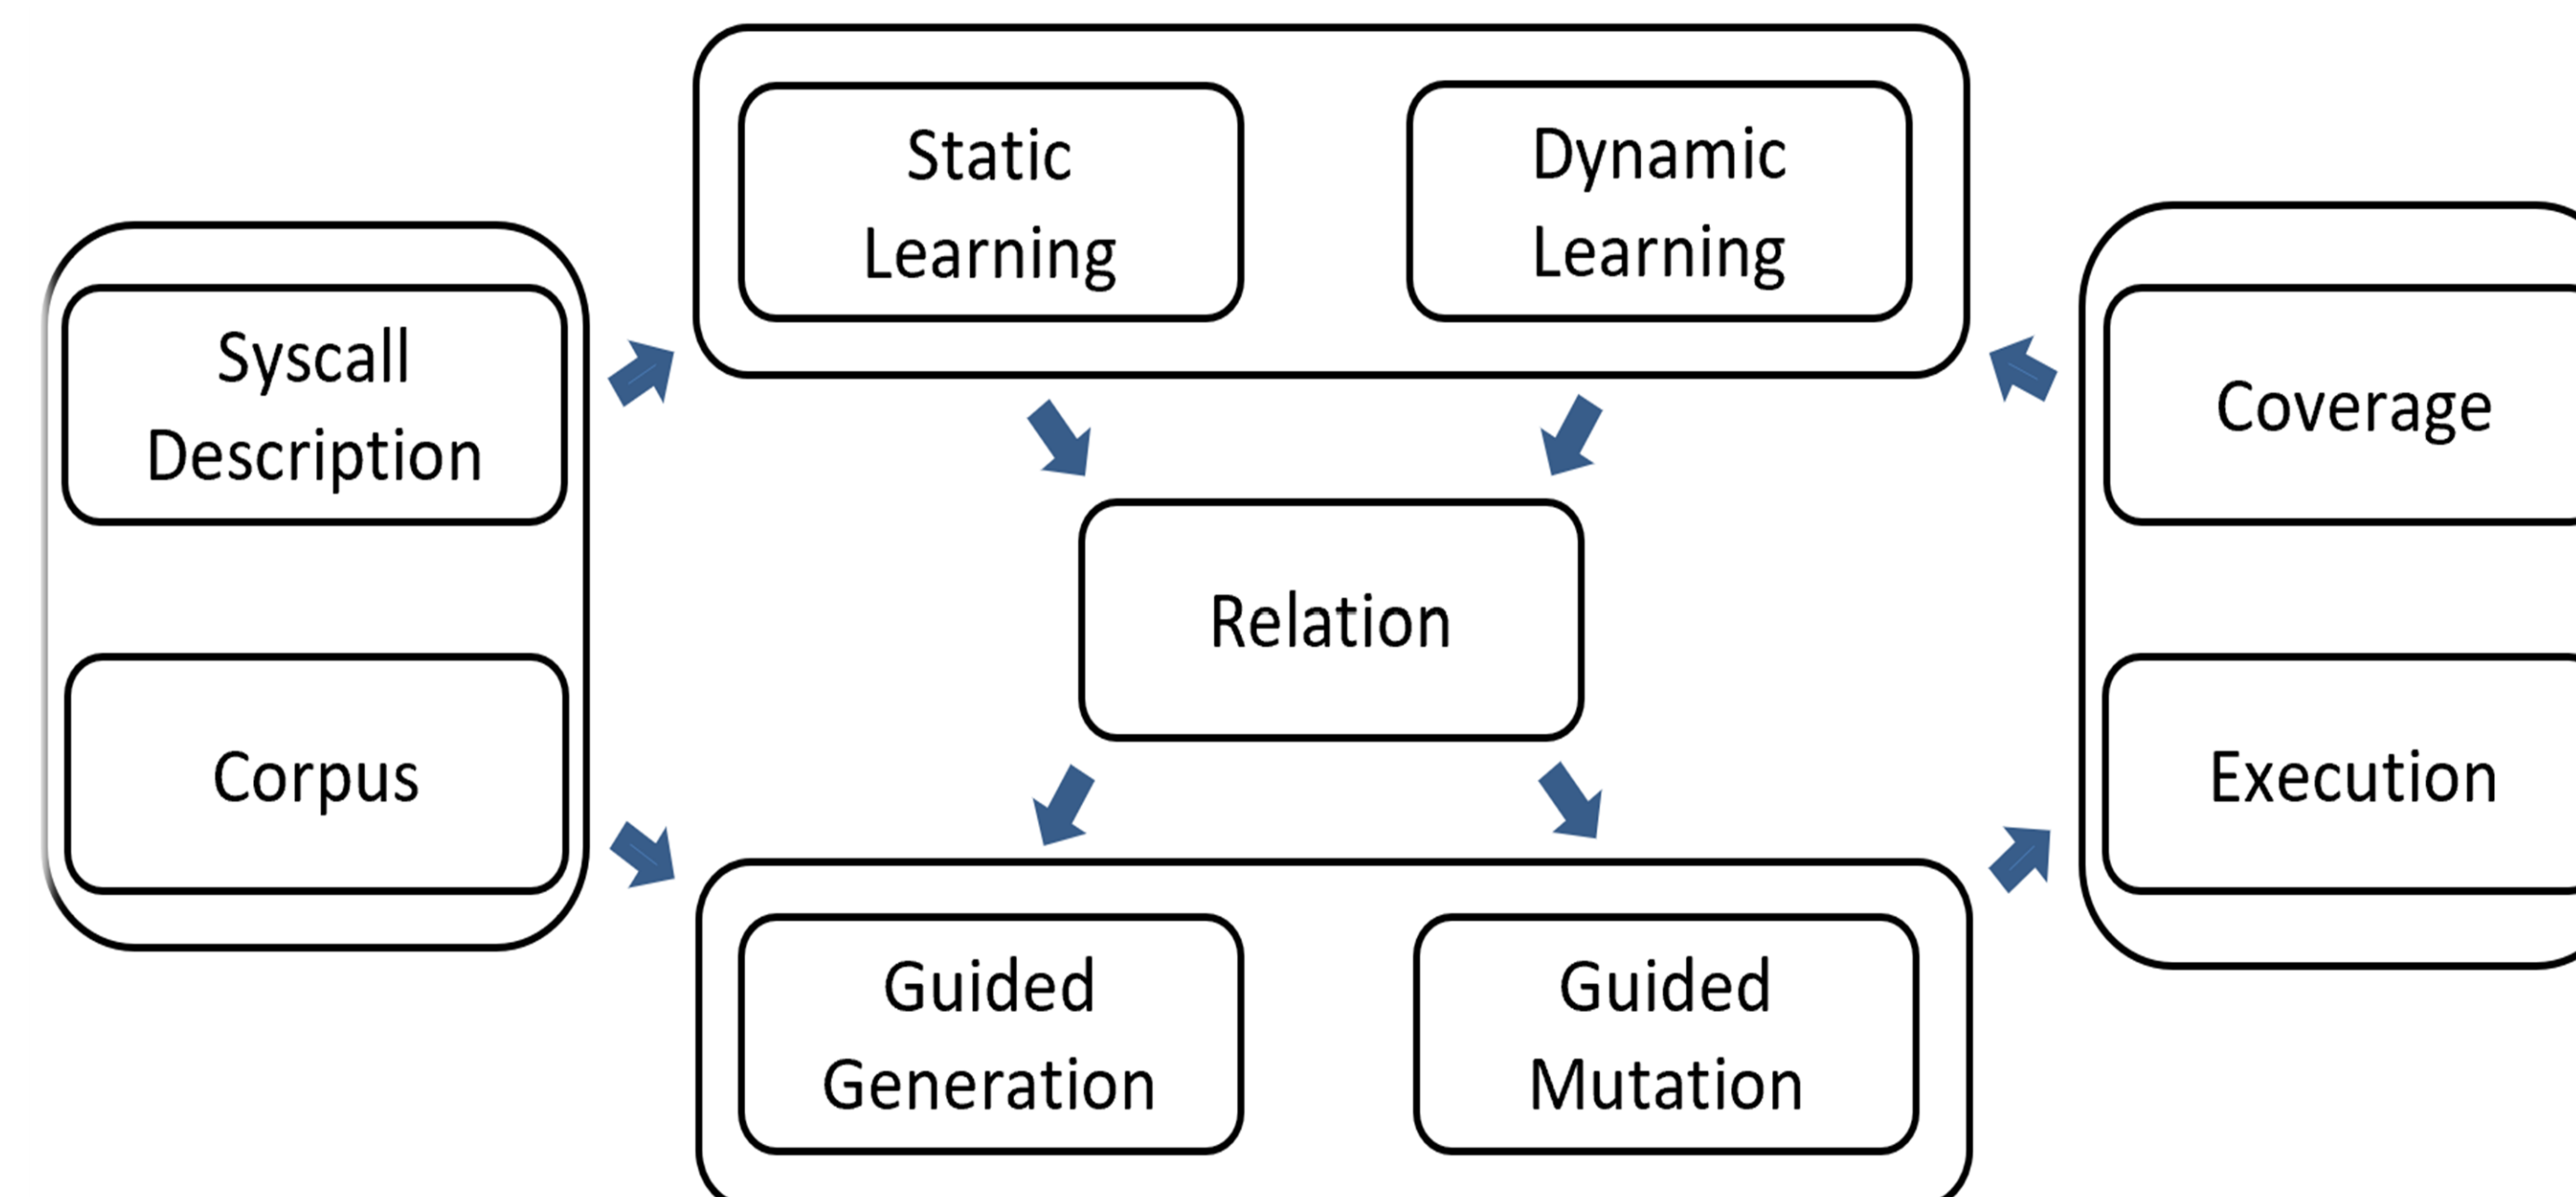 Static
Learning
Dynamic
Learning
Syscall
Description
Coverage
Relation
Corpus
Execution
Guided
Generation
Guided
Mutation